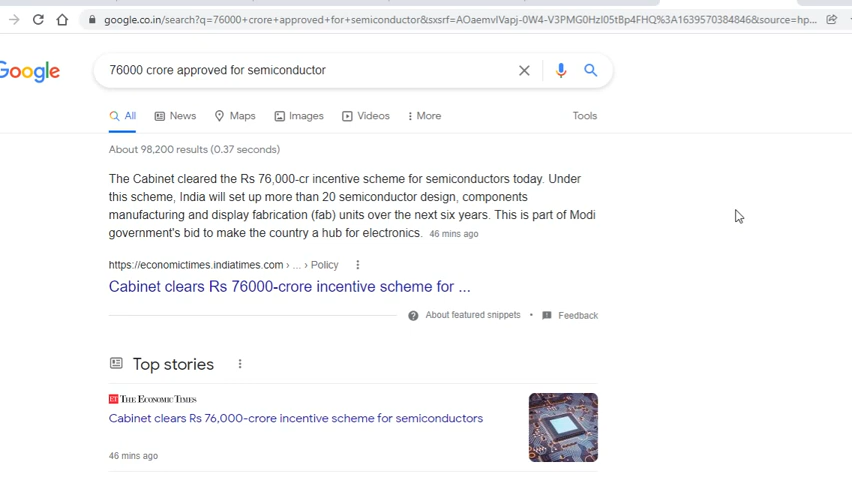 google.co.in/search?q=76000+crore+approved+for+semiconductor&sxsrf=AOaemvIVapj-0W4-V3PMG0HzI05tBp4FHQ%3A1639570384846&source=hp...
Google
76000 crore approved for semiconductor
All News Maps Images Videos More Tools
About 98,200 results (0.37 seconds)
The Cabinet cleared the Rs 76,000-cr incentive scheme for semiconductors today. Under
this scheme, India will set up more than 20 semiconductor design, components
manufacturing and display fabrication (fab) units over the next six years. This is part of Modi
government's bid to make the country a hub for electronics. 46 mins ago
https://economictimes.indiatimes.com › ... › Policy
Cabinet clears Rs 76000-crore incentive scheme for ...
About featured snippets • Feedback
Top stories
ET THE ECONOMIC TIMES
Cabinet clears Rs 76,000-crore incentive scheme for semiconductors
46 mins ago